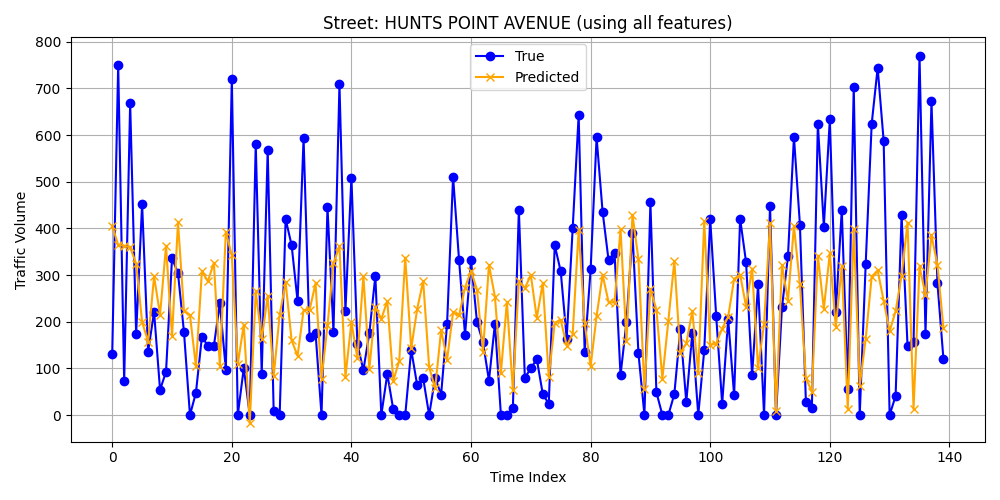 Street: HUNTS POINT AVENUE (using all features)
True
Predicted
Traffic Volume
800
700
600
500
400
300
200
100
0
0 20 40 60 80 100 120 140
Time Index